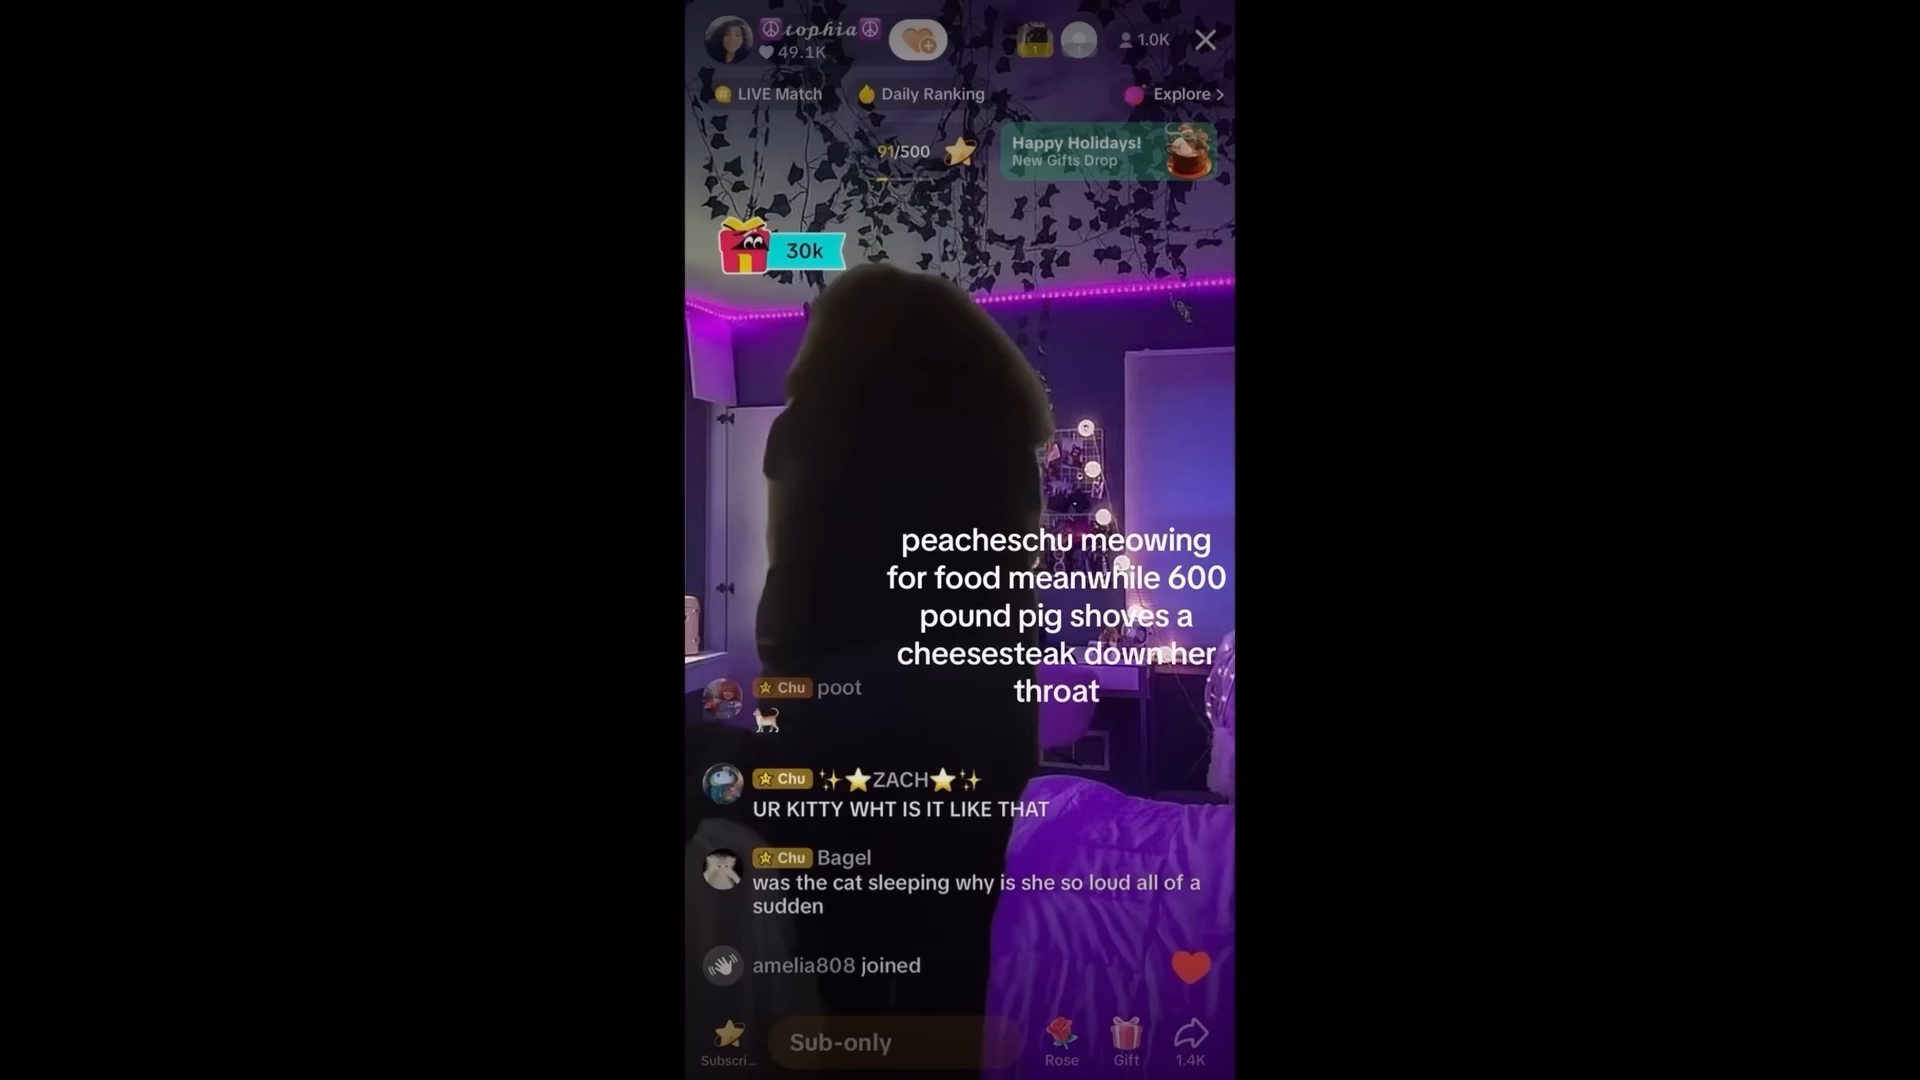 ☮tophia☮
49.1K
1.0K
LIVE Match
Daily Ranking
Explore >
91/500
Happy Holidays!
New Gifts Drop
30k
peacheschu meowing
for food meanwhile 600
pound pig shoves a
cheesesteak down her
throat
Chu poot
🐈
Chu ✨⭐ZACH⭐✨
UR KITTY WHT IS IT LIKE THAT
Chu Bagel
was the cat sleeping why is she so loud all of a
sudden
amelia808 joined
Sub-only
Subscri...
Rose
Gift
1.4K